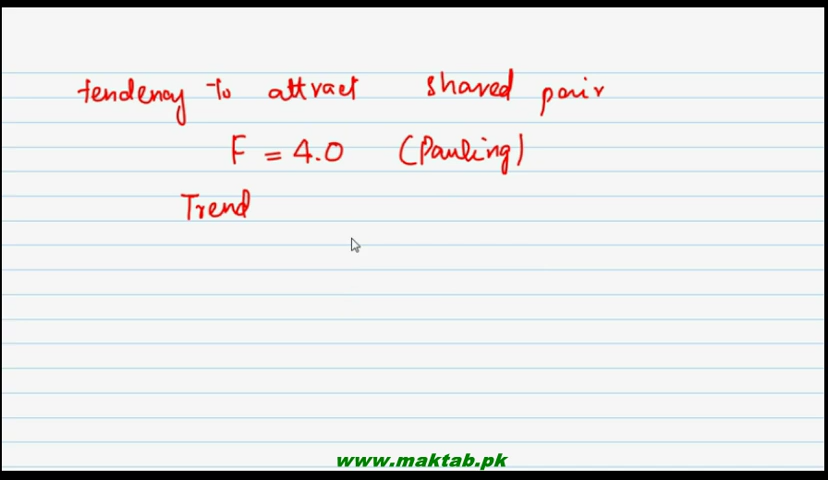 tendency to attract shared pair
F = 4.0 (Pauling)
Trend
www.maktab.pk